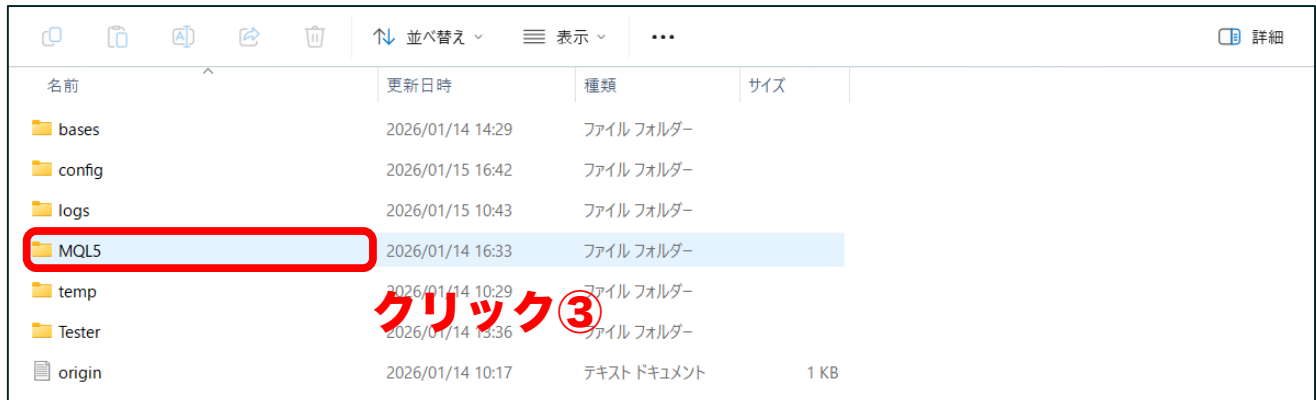 並べ替え 表示 ... 詳細
名前 更新日時 種類 サイズ
bases 2026/01/14 14:29 ファイル フォルダー
config 2026/01/15 16:42 ファイル フォルダー
logs 2026/01/15 10:43 ファイル フォルダー
MQL5 2026/01/14 16:33 ファイル フォルダー
temp 2026/01/14 10:29 ファイル フォルダー
クリック③
Tester 2026/01/14 13:36 ファイル フォルダー
origin 2026/01/14 10:17 テキスト ドキュメント 1 KB